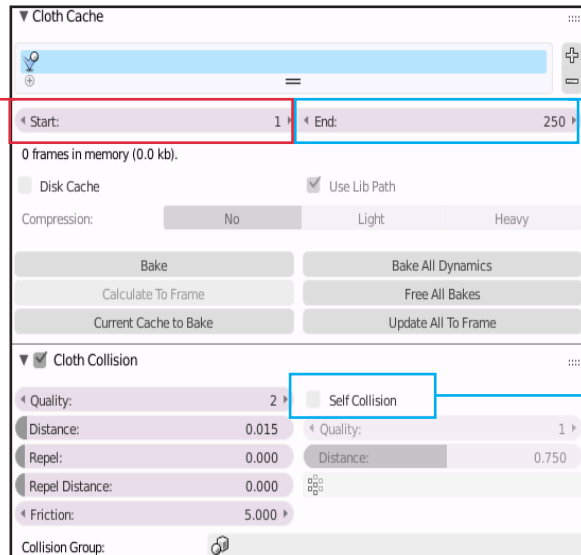 Cloth Cache
Start: 1 End: 250
0 frames in memory (0.0 kb).
Disk Cache Use Lib Path
Compression: No Light Heavy
Bake Bake All Dynamics
Calculate To Frame Free All Bakes
Current Cache to Bake Update All To Frame
Cloth Collision
Quality: 2 Self Collision
Distance: 0.015 Quality: 1
Repel: 0.000 Distance: 0.750
Repel Distance: 0.000
Friction: 5.000
Collision Group: